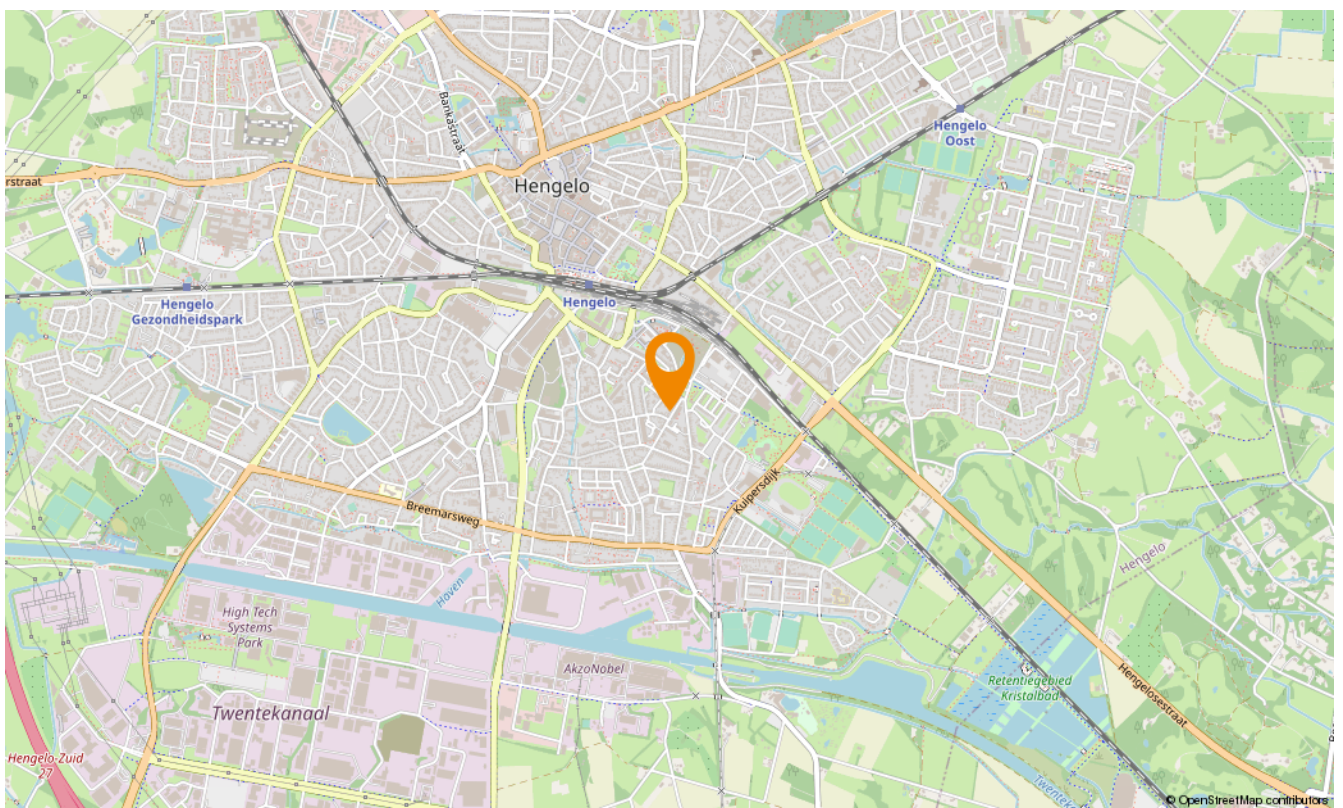 Bankastraat
Hengelo
Oost
rstraat
Hengelo
Hengelo
Gezondheidspark
Hengelo
Kuipersdijk
Breemarsweg
Hengelo
Haven
High Tech
Systems
Park
AkzoNobel
Retentiegebied
Kristalbad
Hengelosestraat
Twentekanaal
Hengelo-Zuid
27
Twenteka
© OpenStreetMap contributors